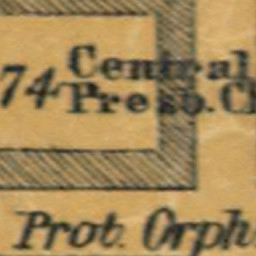 74 Central
Presb. Ch
Prot. Orph.